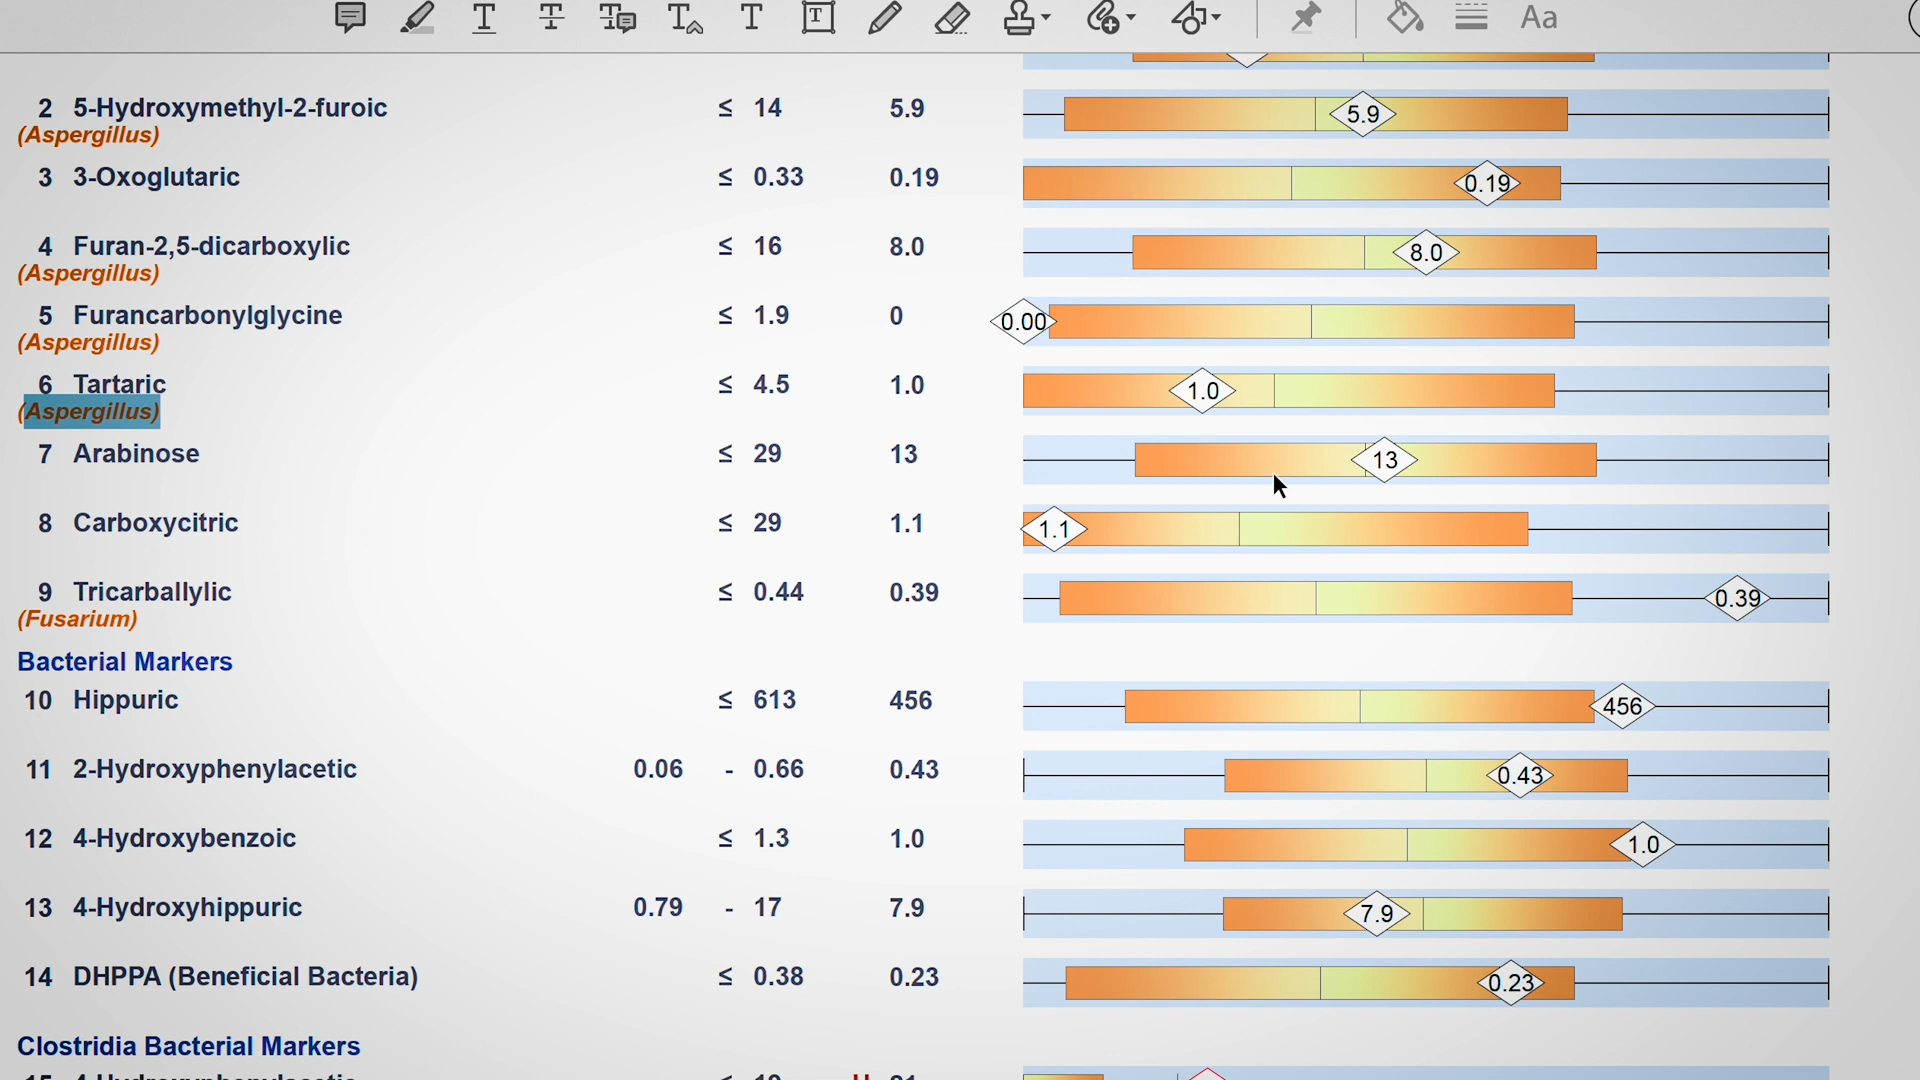 T T T T T T Aa
2 5-Hydroxymethyl-2-furoic ≤ 14 5.9 5.9
(Aspergillus)
3 3-Oxoglutaric ≤ 0.33 0.19 0.19
4 Furan-2,5-dicarboxylic ≤ 16 8.0 8.0
(Aspergillus)
5 Furancarbonylglycine ≤ 1.9 0 0.00
(Aspergillus)
6 Tartaric ≤ 4.5 1.0 1.0
(Aspergillus)
7 Arabinose ≤ 29 13 13
8 Carboxycitric ≤ 29 1.1 1.1
9 Tricarballylic ≤ 0.44 0.39 0.39
(Fusarium)
Bacterial Markers
10 Hippuric ≤ 613 456 456
11 2-Hydroxyphenylacetic 0.06 - 0.66 0.43 0.43
12 4-Hydroxybenzoic ≤ 1.3 1.0 1.0
13 4-Hydroxyhippuric 0.79 - 17 7.9 7.9
14 DHPPA (Beneficial Bacteria) ≤ 0.38 0.23 0.23
Clostridia Bacterial Markers